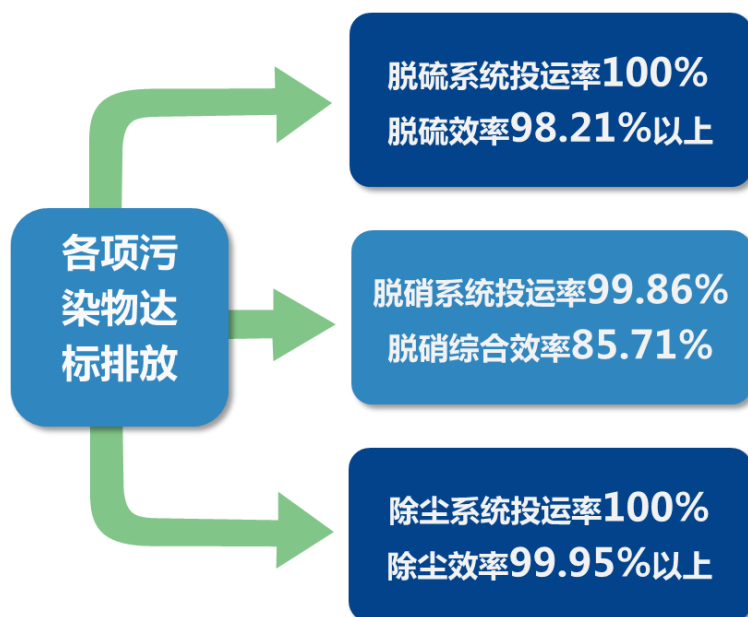 各项污
染物达
标排放
脱硫系统投运率100%
脱硫效率98.21%以上
脱硝系统投运率99.86%
脱硝综合效率85.71%
除尘系统投运率100%
除尘效率99.95%以上